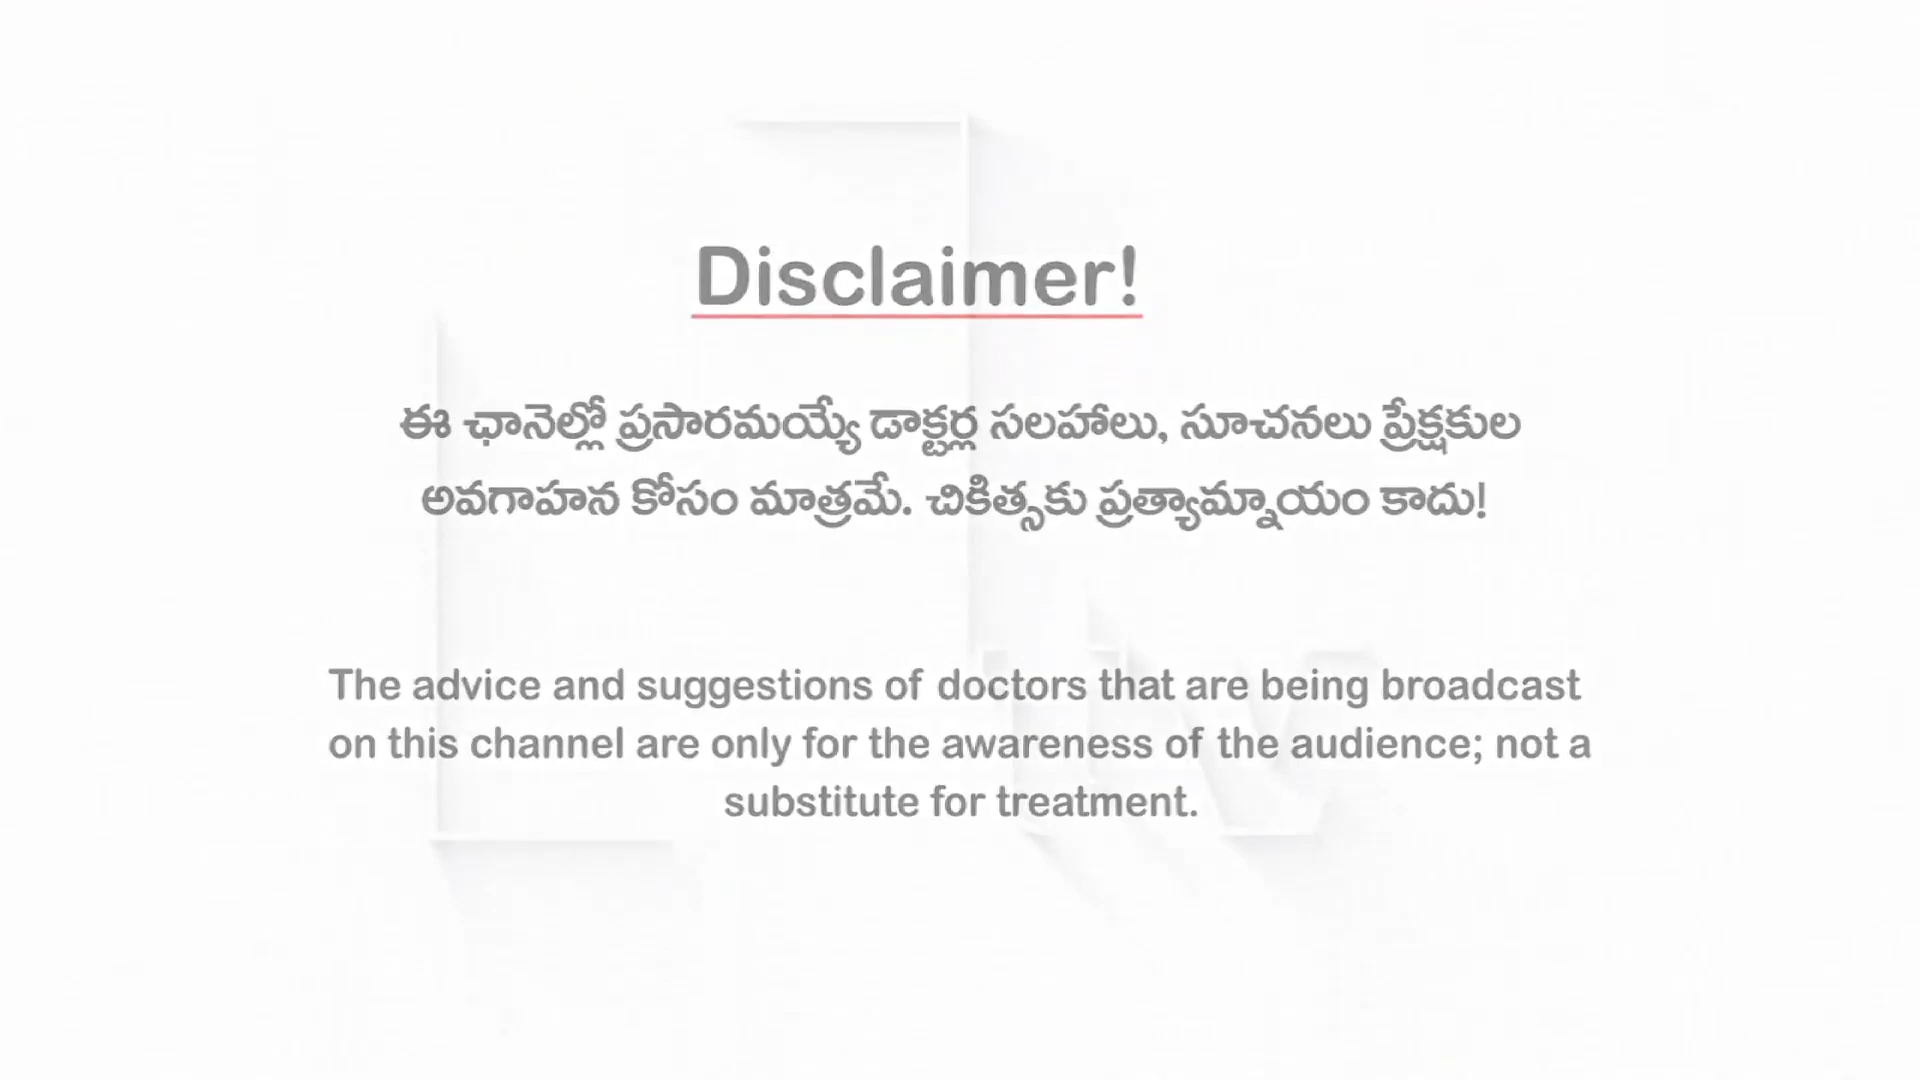 Disclaimer!
ఈ ఛానెల్లో ప్రసారమయ్యే డాక్టర్ల సలహాలు, సూచనలు ప్రేక్షకుల
అవగాహన కోసం మాత్రమే. చికిత్సకు ప్రత్యామ్నాయం కాదు!
The advice and suggestions of doctors that are being broadcast
on this channel are only for the awareness of the audience; not a
substitute for treatment.